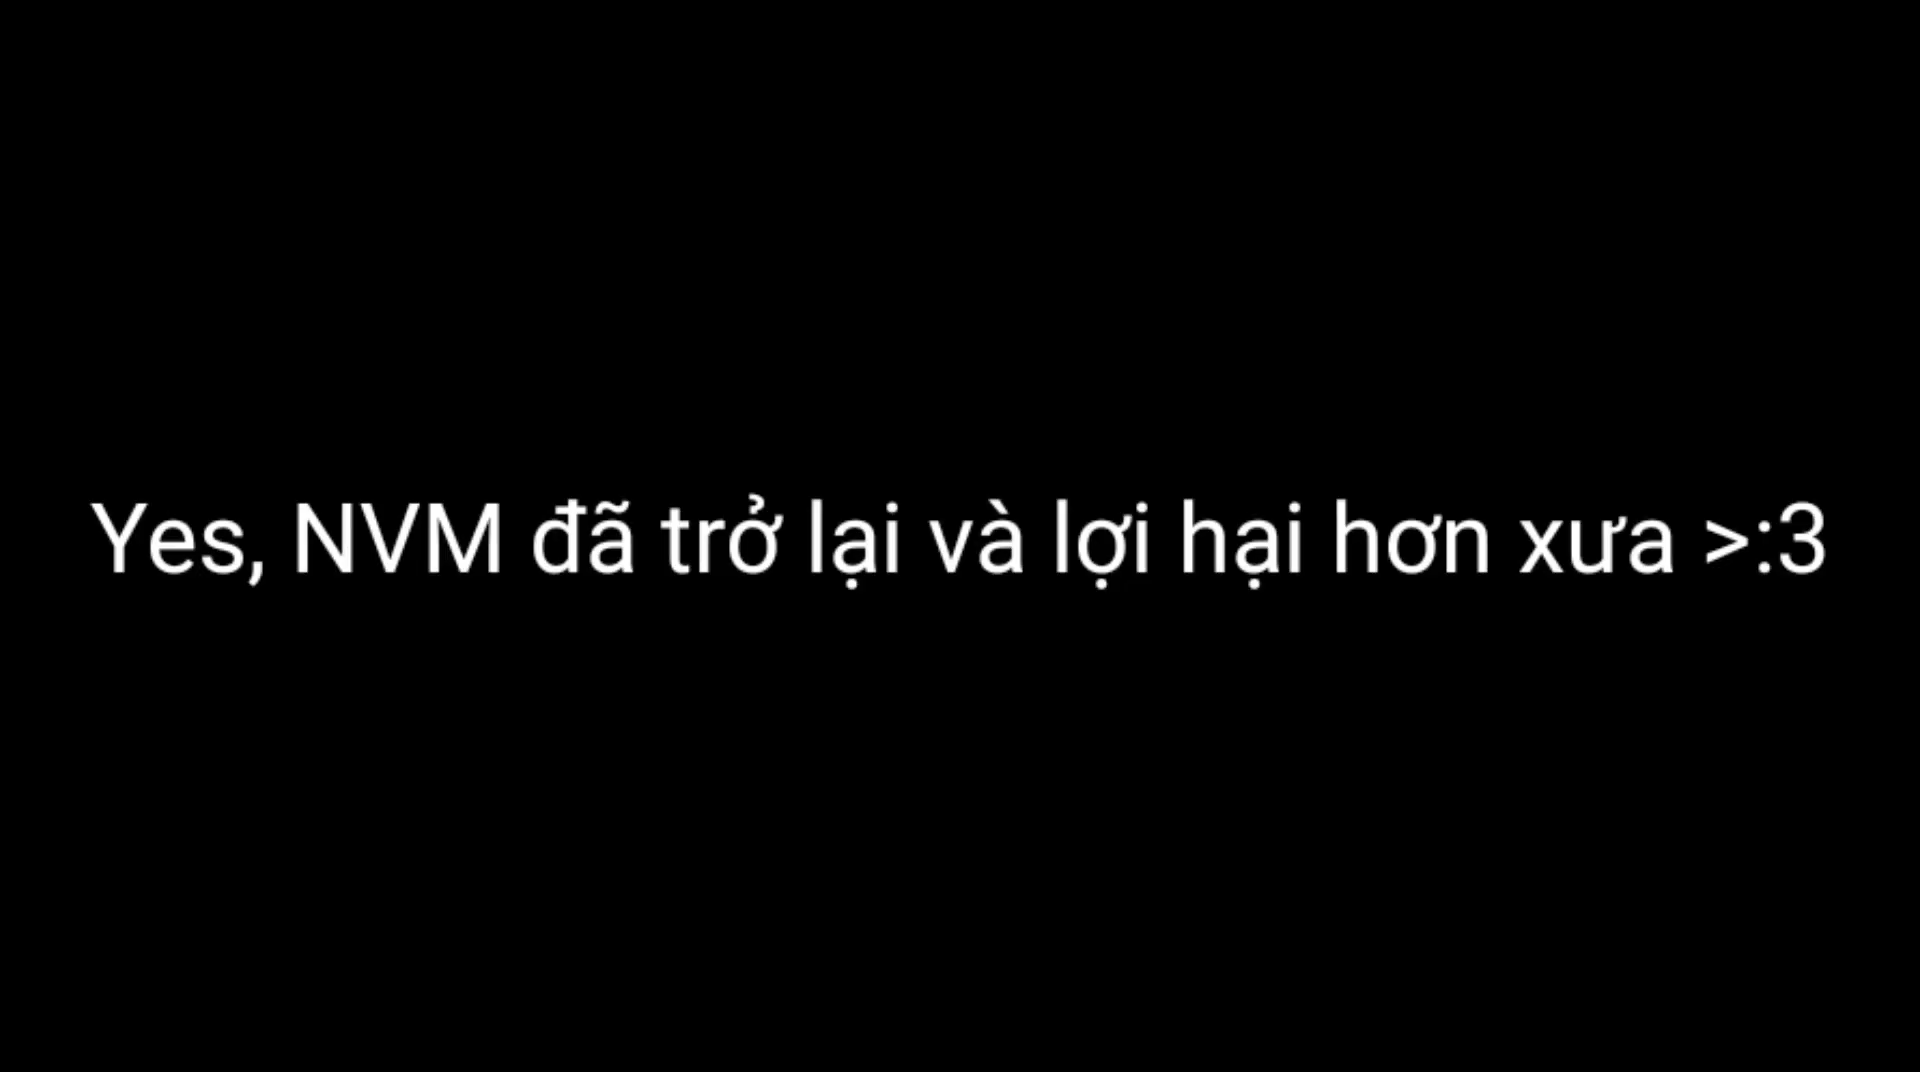 Yes, NVM đã trở lại và lợi hại hơn xưa >:3